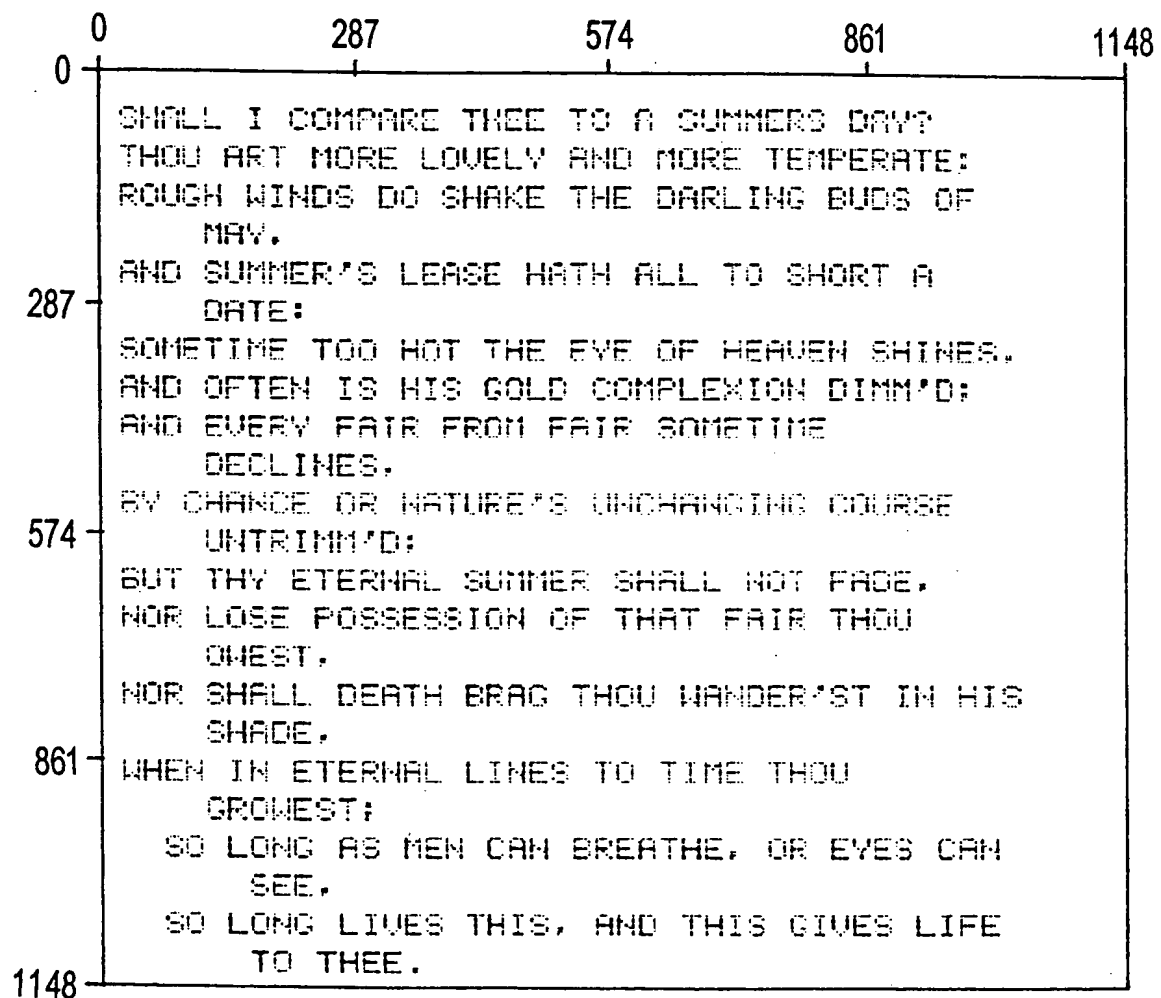 0 287 574 861 1148
0
SHALL I COMPARE THEE TO A SUMMERS DAY?
THOU ART MORE LOVELY AND MORE TEMPERATE:
ROUGH WINDS DO SHAKE THE DARLING BUDS OF
MAY,
AND SUMMER'S LEASE HATH ALL TO SHORT A
287
DATE:
SOMETIME TOO HOT THE EYE OF HEAVEN SHINES,
AND OFTEN IS HIS GOLD COMPLEXION DIMM'D;
AND EVERY FAIR FROM FAIR SOMETIME
DECLINES,
BY CHANCE OR NATURE'S UNCHANGING COURSE
574
UNTRIMM'D;
BUT THY ETERNAL SUMMER SHALL NOT FADE,
NOR LOSE POSSESSION OF THAT FAIR THOU
OWEST,
NOR SHALL DEATH BRAG THOU WANDER'ST IN HIS
SHADE,
861
WHEN IN ETERNAL LINES TO TIME THOU
GROWEST;
SO LONG AS MEN CAN BREATHE, OR EYES CAN
SEE,
SO LONG LIVES THIS, AND THIS GIVES LIFE
TO THEE.
1148